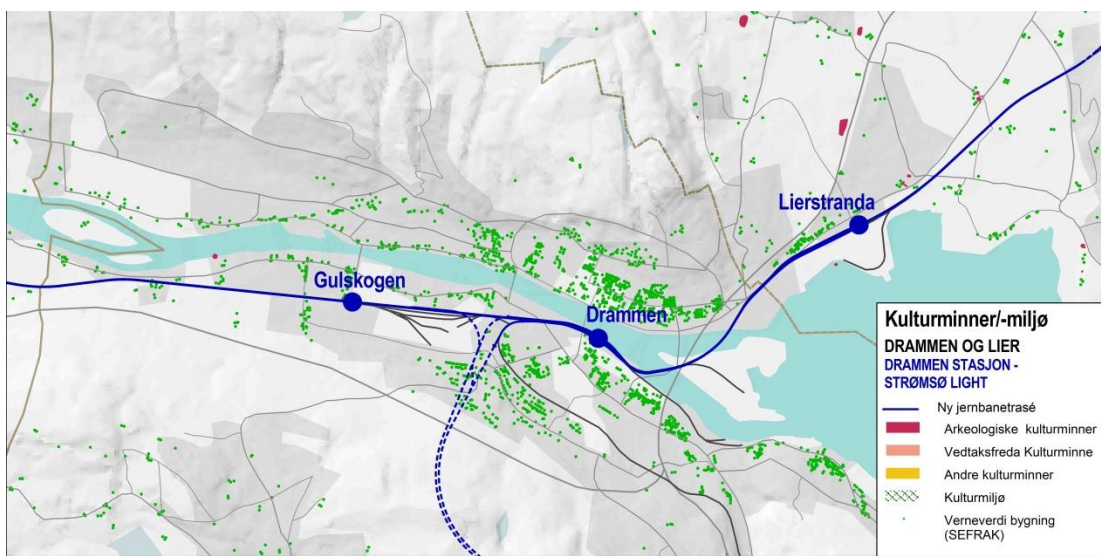 Lierstranda
Gulskogen
Drammen
Kulturminner/-miljø
DRAMMEN OG LIER
DRAMMEN STASJON -
STRØMSØ LIGHT
Ny jernbanetrasé
Arkeologiske kulturminner
Vedtaksfreda Kulturminne
Andre kulturminner
Kulturmiljø
Verneverdi bygning
(SEFRAK)